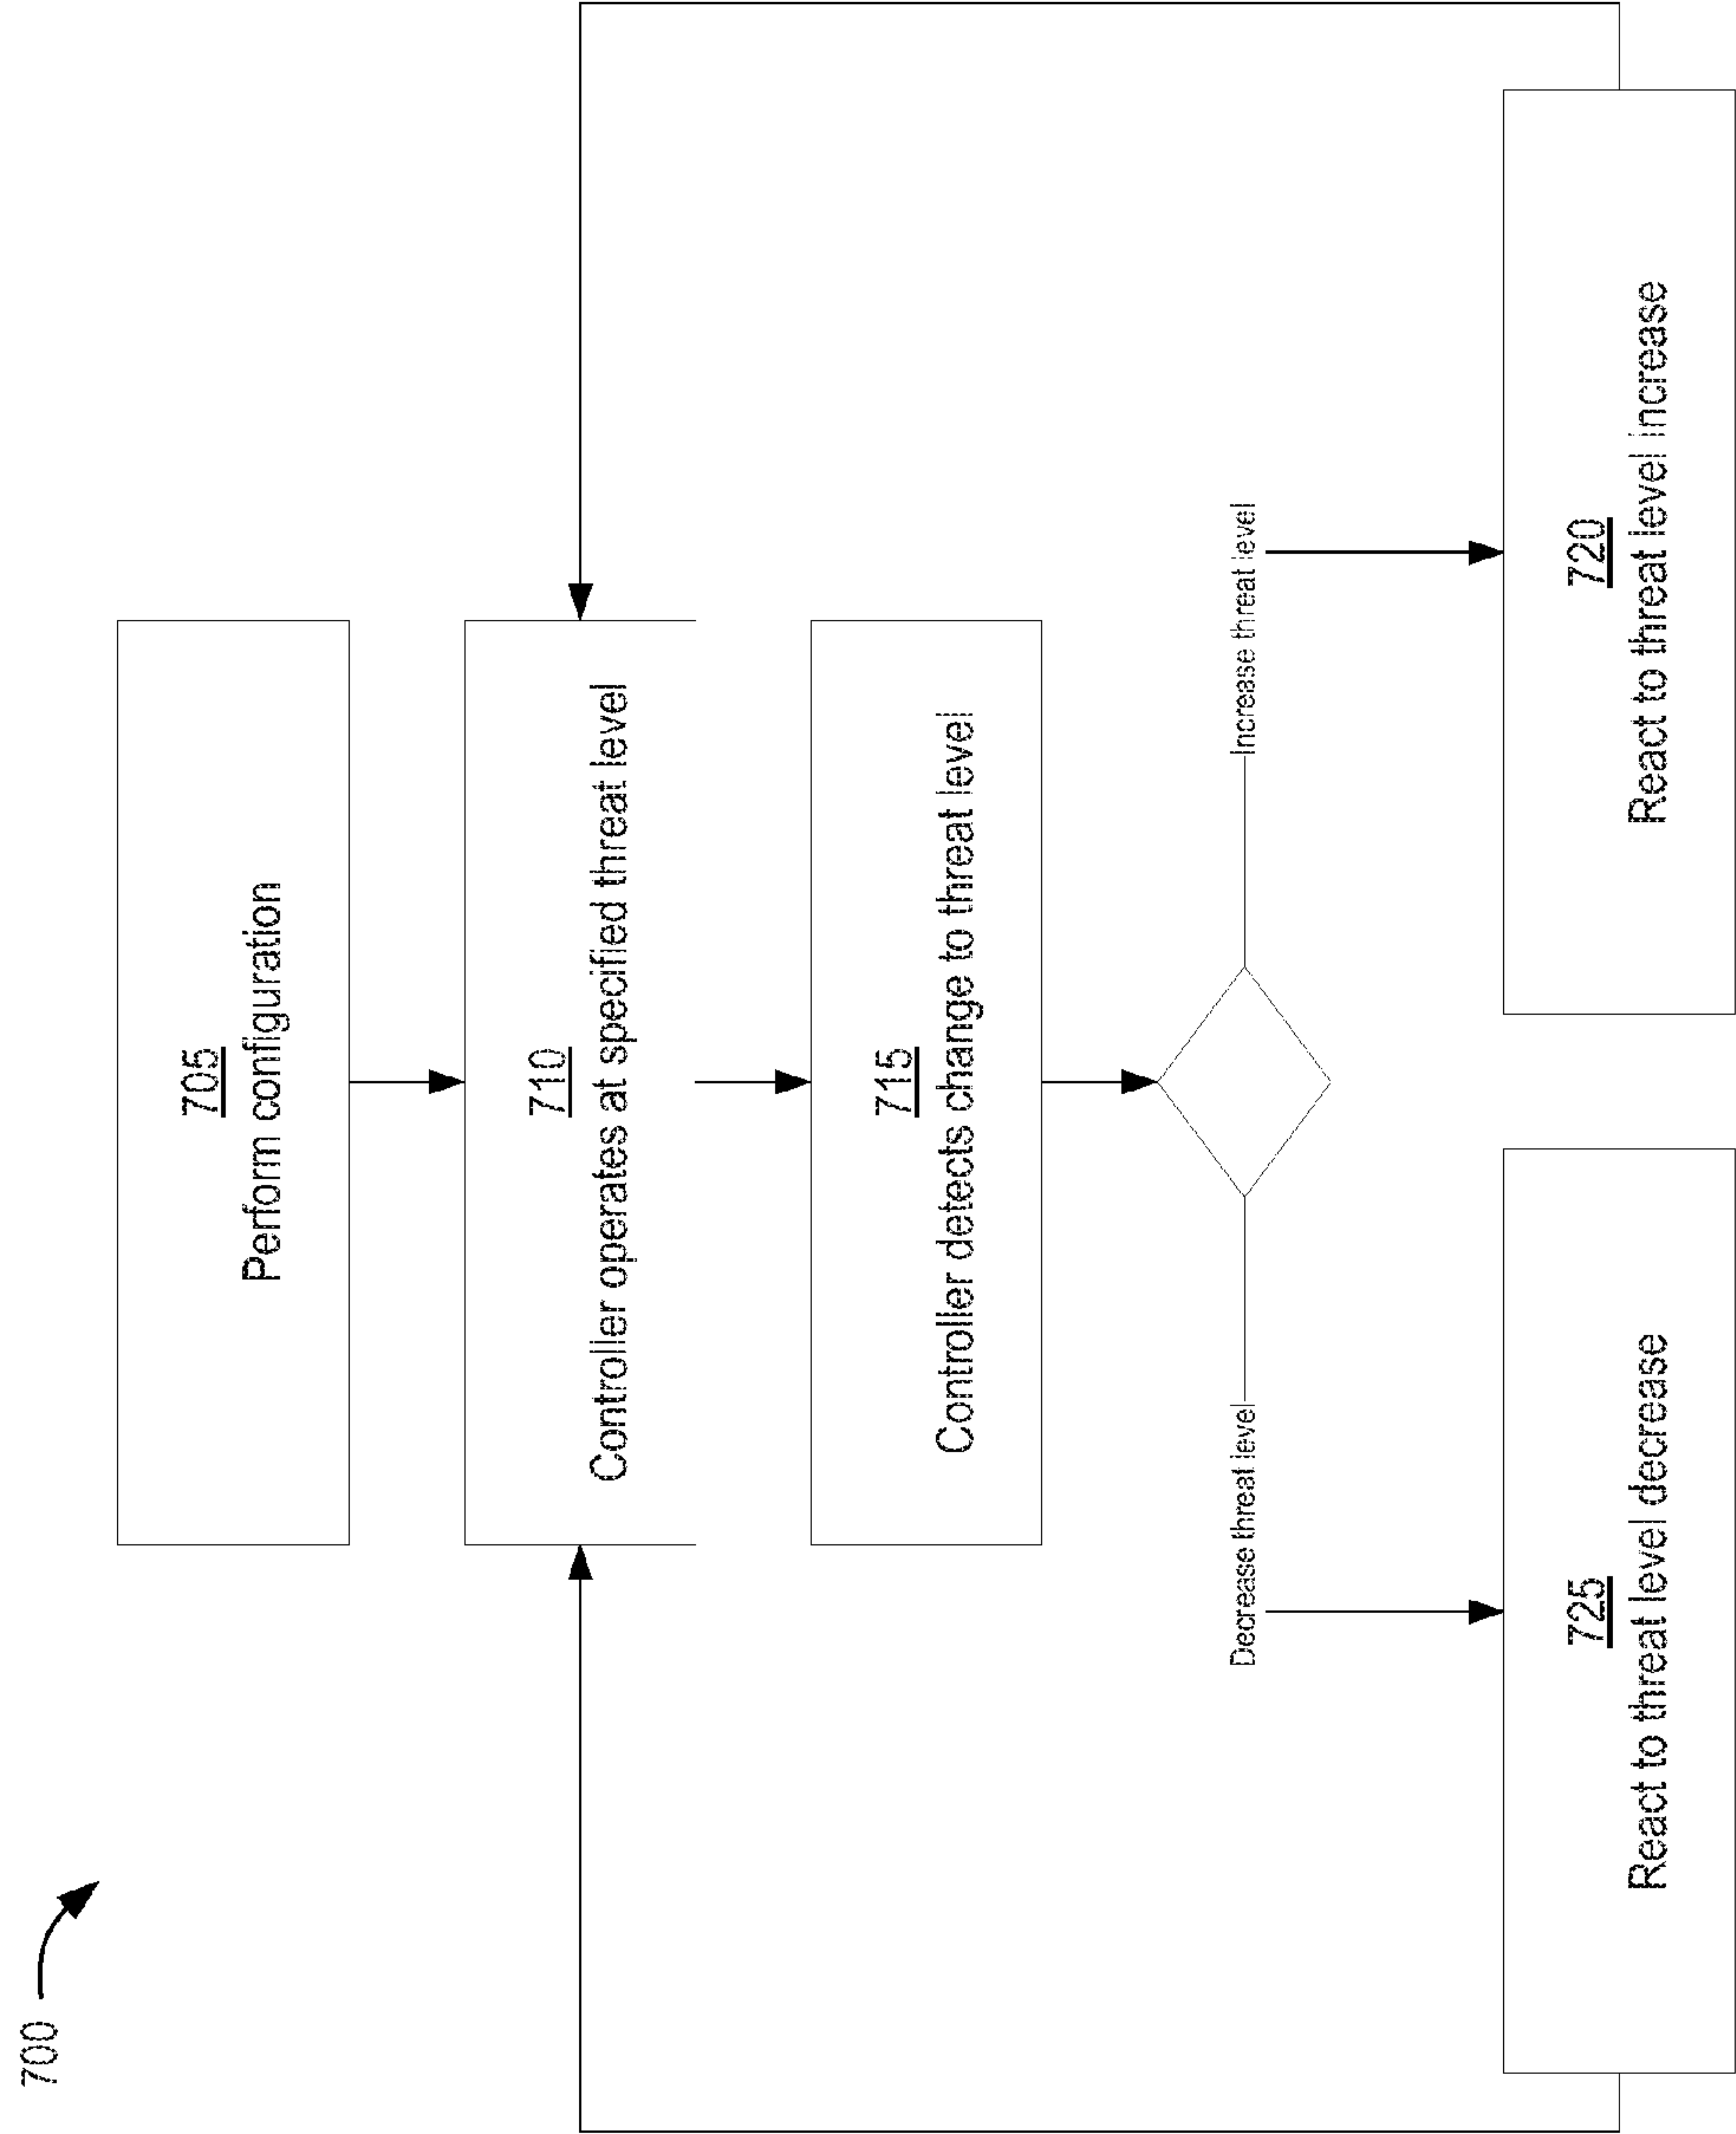 700
705
Perform configuration
710
Controller operates at specified threat level
715
Controller detects change to threat level
Decrease threat level
Increase threat level
725
React to threat level decrease
720
React to threat level increase